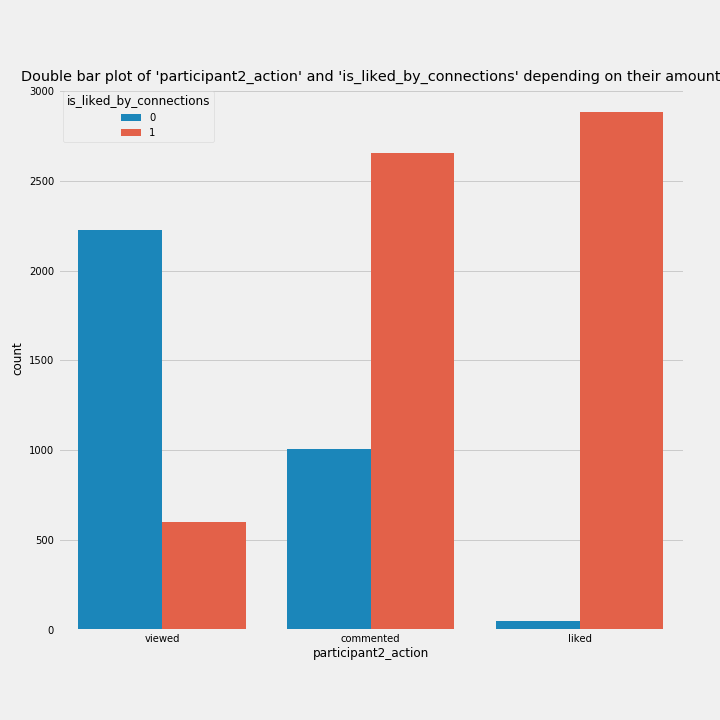 Double bar plot of 'participant2_action' and 'is_liked_by_connections' depending on their amount
is_liked_by_connections
0
1
3000
2500
2000
1500
1000
500
0
count
viewed
commented
liked
participant2_action